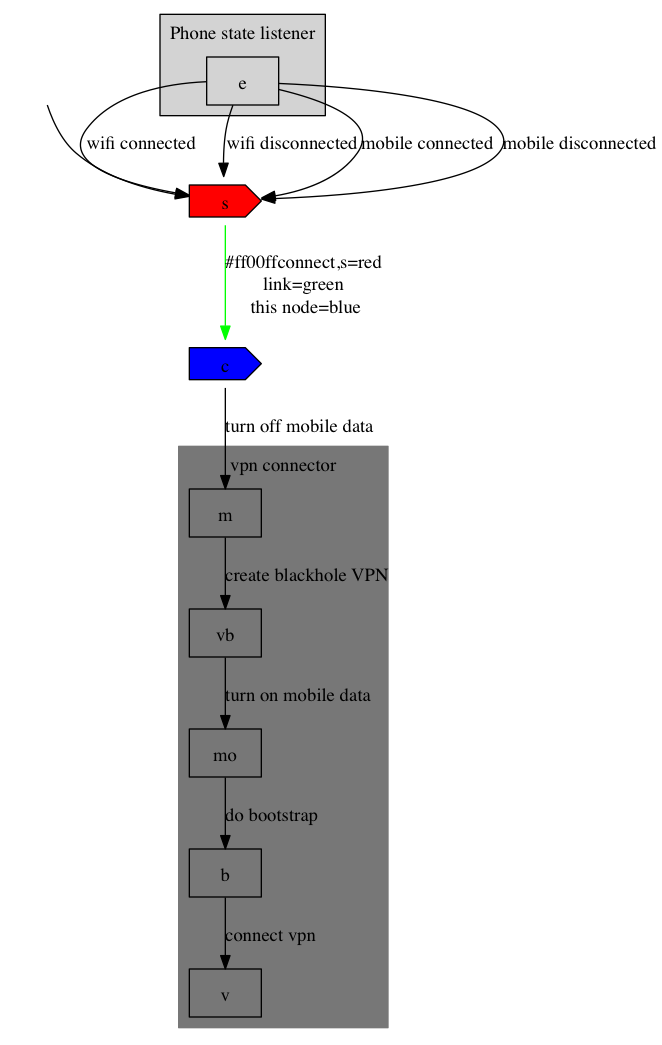 Phone state listener
e
wifi connected
wifi disconnected
mobile connected
mobile disconnected
s
#ff00ffconnect,s=red
link=green
this node=blue
c
turn off mobile data
vpn connector
m
create blackhole VPN
vb
turn on mobile data
mo
do bootstrap
b
connect vpn
v